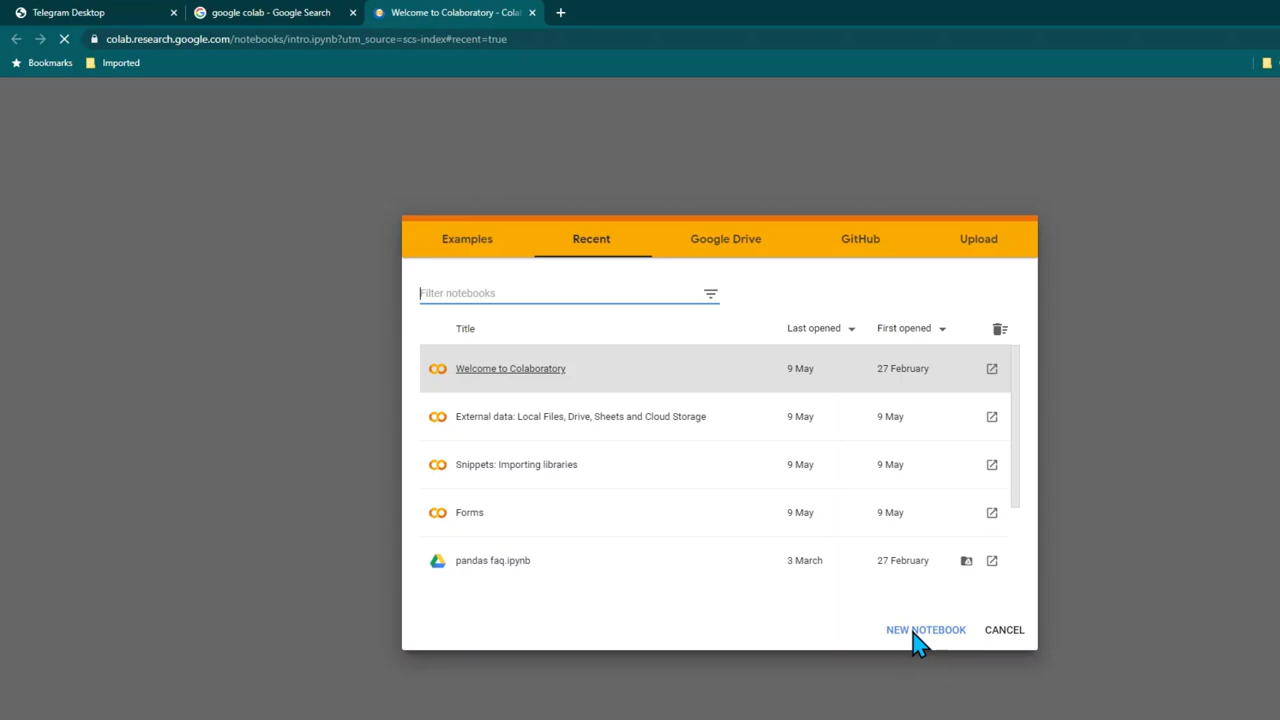 Telegram Desktop
google colab - Google Search
Welcome to Colaboratory - Cola
colab.research.google.com/notebooks/intro.ipynb?utm_source=scs-index#recent=true
Bookmarks
Imported
Examples
Recent
Google Drive
GitHub
Upload
Filter notebooks
Title
Last opened
First opened
Welcome to Colaboratory
9 May
27 February
External data: Local Files, Drive, Sheets and Cloud Storage
9 May
9 May
Snippets: Importing libraries
9 May
9 May
Forms
9 May
9 May
pandas faq.ipynb
3 March
27 February
NEW NOTEBOOK
CANCEL